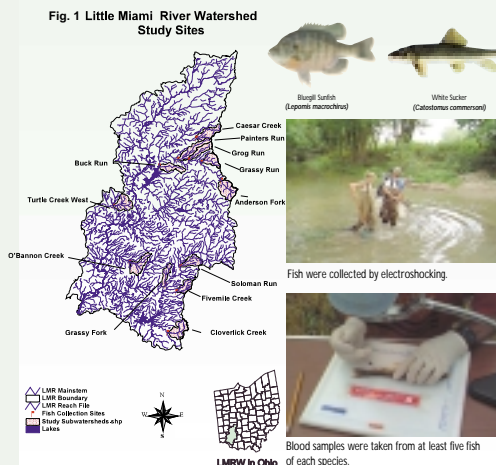 Fig. 1 Little Miami River Watershed
Study Sites
Caesar Creek
Painters Run
Grog Run
Buck Run
Grassy Run
Turtle Creek West
Anderson Fork
O'Bannon Creek
Soloman Run
Fivemile Creek
Grassy Fork
Cloverlick Creek
LMR Mainstem
LMR Boundary
LMR Reach File
Fish Collection Sites
Study Subwatersheds.shp
Lakes
N
W
E
S
LMRW in Ohio
Bluegill Sunfish
(Lepomis macrochirus)
White Sucker
(Catostomus commersoni)
Fish were collected by electroshocking.
Blood samples were taken from at least five fish
of each species.